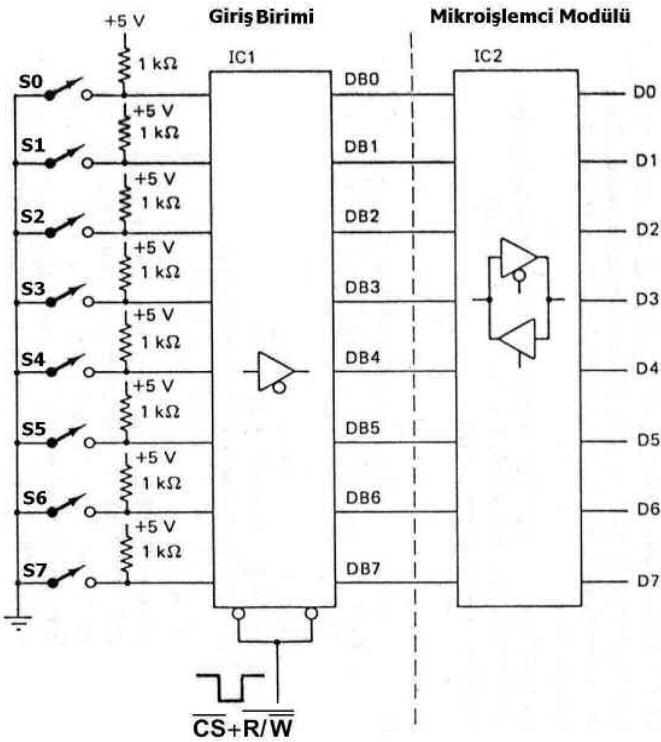 Giriş Birimi
Mikroişlemci Modülü
+5 V
1 kΩ
IC1
IC2
S0
DB0
D0
+5 V
1 kΩ
S1
DB1
D1
+5 V
1 kΩ
S2
DB2
D2
+5 V
1 kΩ
S3
DB3
D3
+5 V
1 kΩ
S4
DB4
D4
+5 V
1 kΩ
S5
DB5
D5
+5 V
1 kΩ
S6
DB6
D6
+5 V
1 kΩ
S7
DB7
D7
C̅S̅+R/W̅